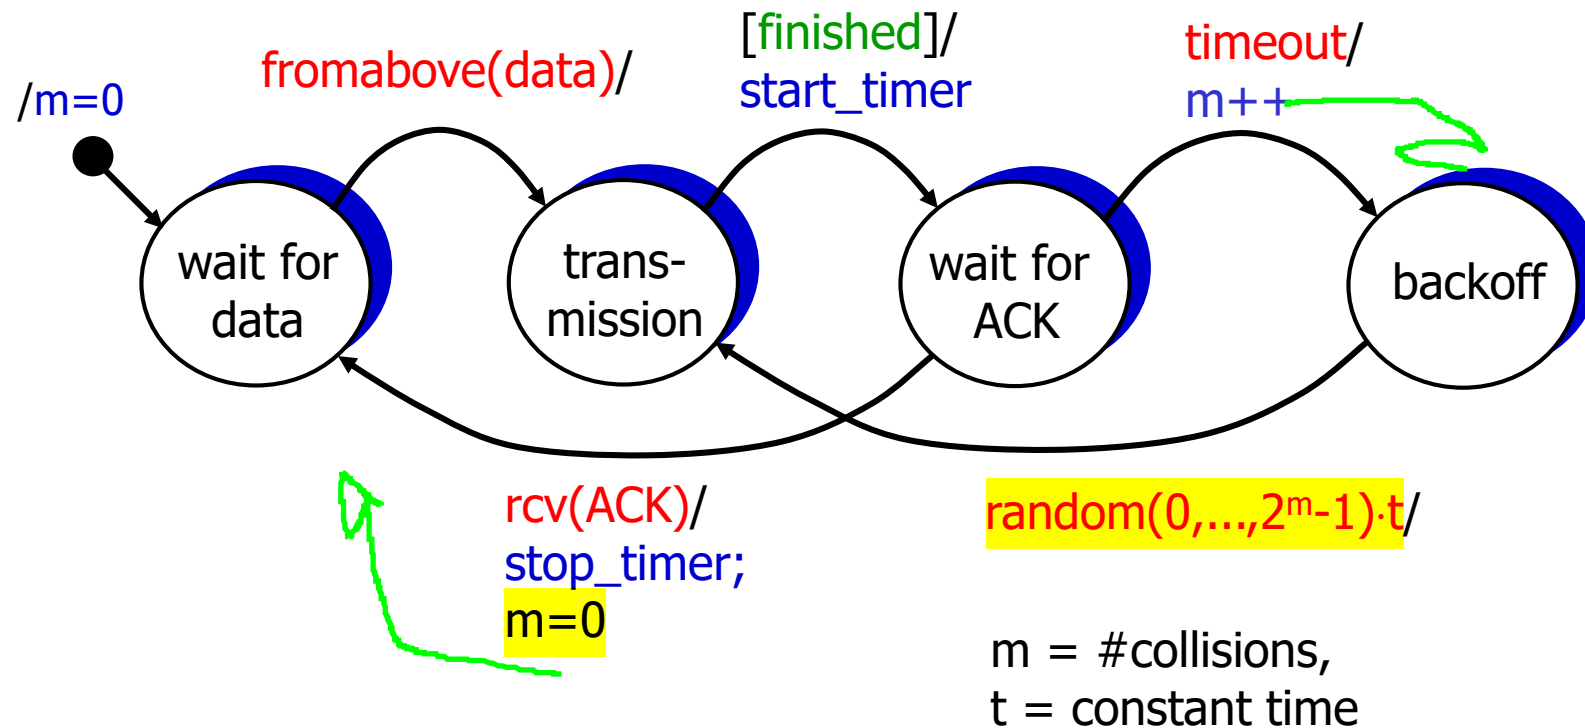 /m=0
fromabove(data)/
[finished]/
start_timer
timeout/
m++
wait for
data
trans-
mission
wait for
ACK
backoff
rcv(ACK)/
stop_timer;
m=0
random(0,...,2ᵐ-1)·t/
m = #collisions,
t = constant time